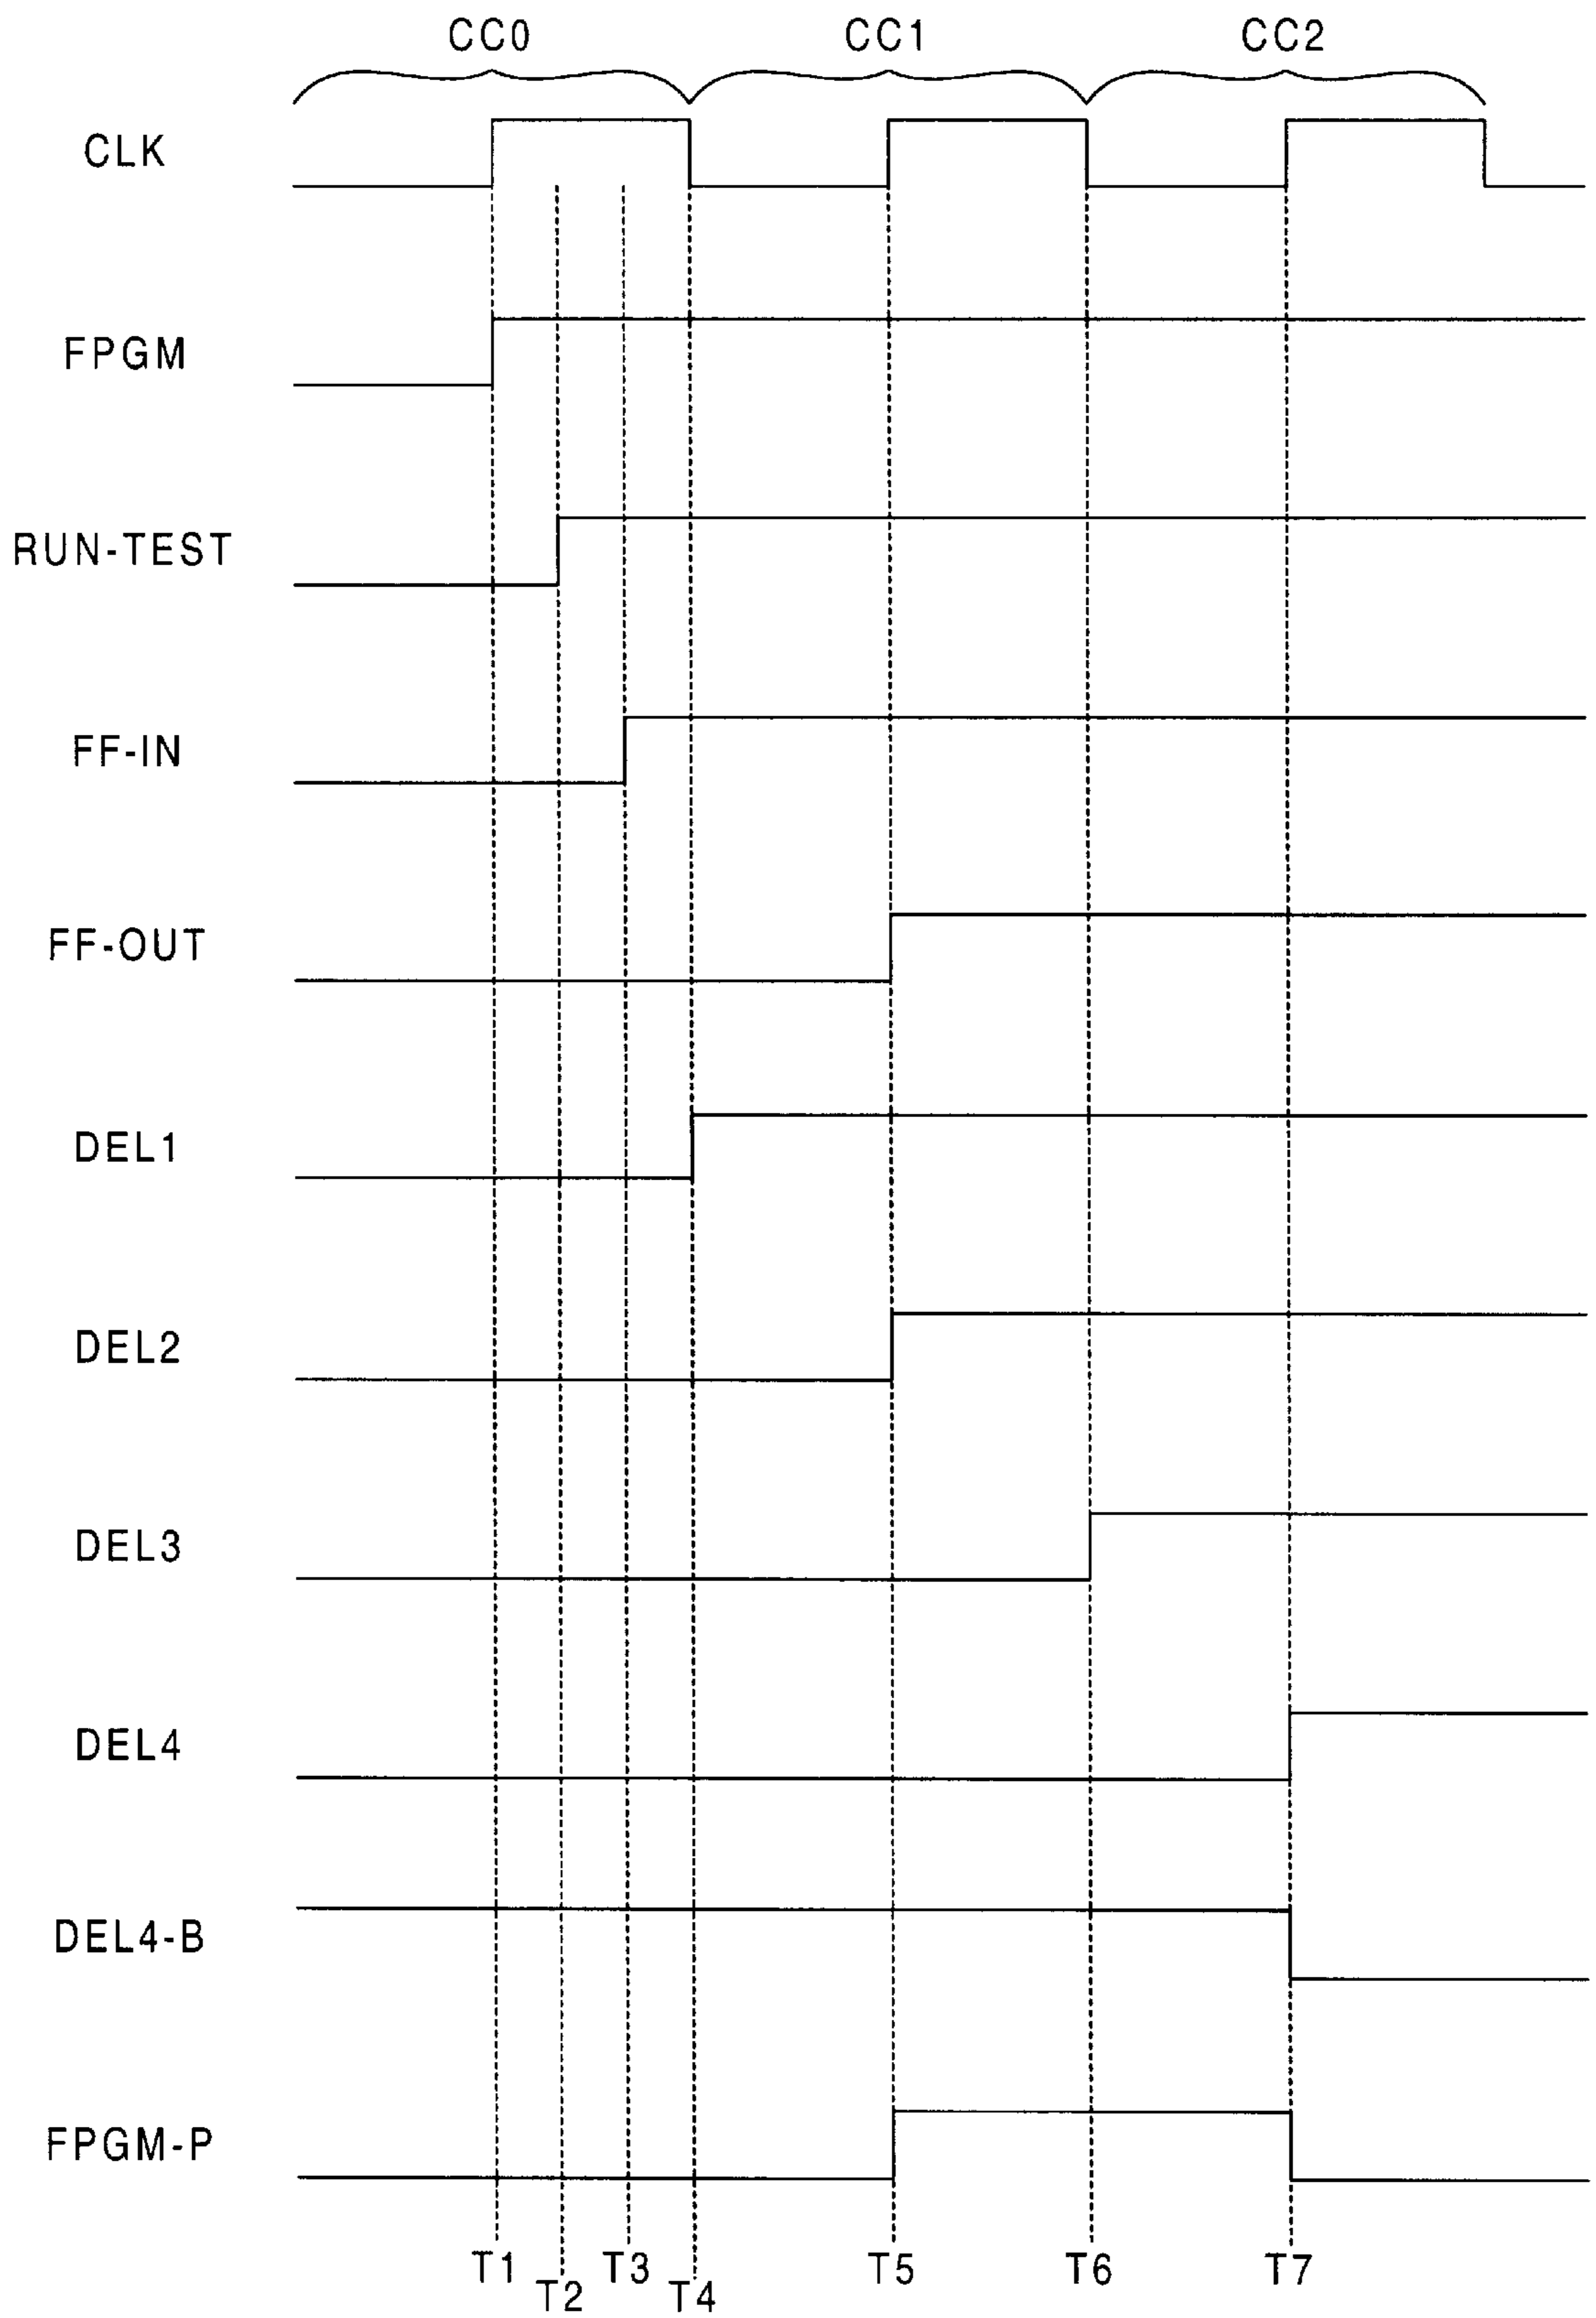 CC0 CC1 CC2
CLK
FPGM
RUN-TEST
FF-IN
FF-OUT
DEL1
DEL2
DEL3
DEL4
DEL4-B
FPGM-P
T1 T2 T3 T4 T5 T6 T7